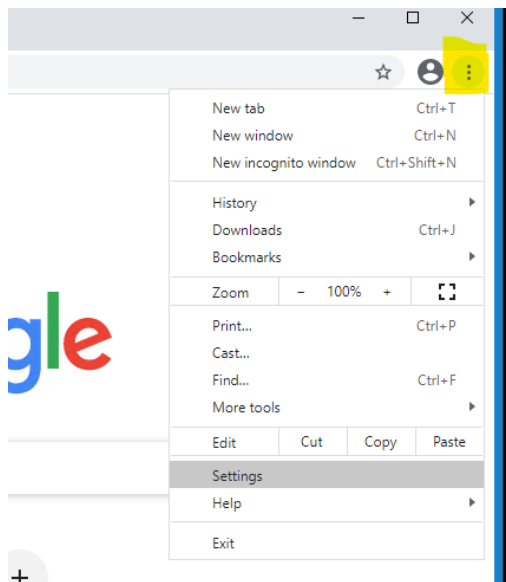 New tab Ctrl+T
New window Ctrl+N
New incognito window Ctrl+Shift+N
History
Downloads Ctrl+J
Bookmarks
Zoom – 100% +
gle
Print... Ctrl+P
Cast...
Find... Ctrl+F
More tools
Edit Cut Copy Paste
Settings
Help
Exit